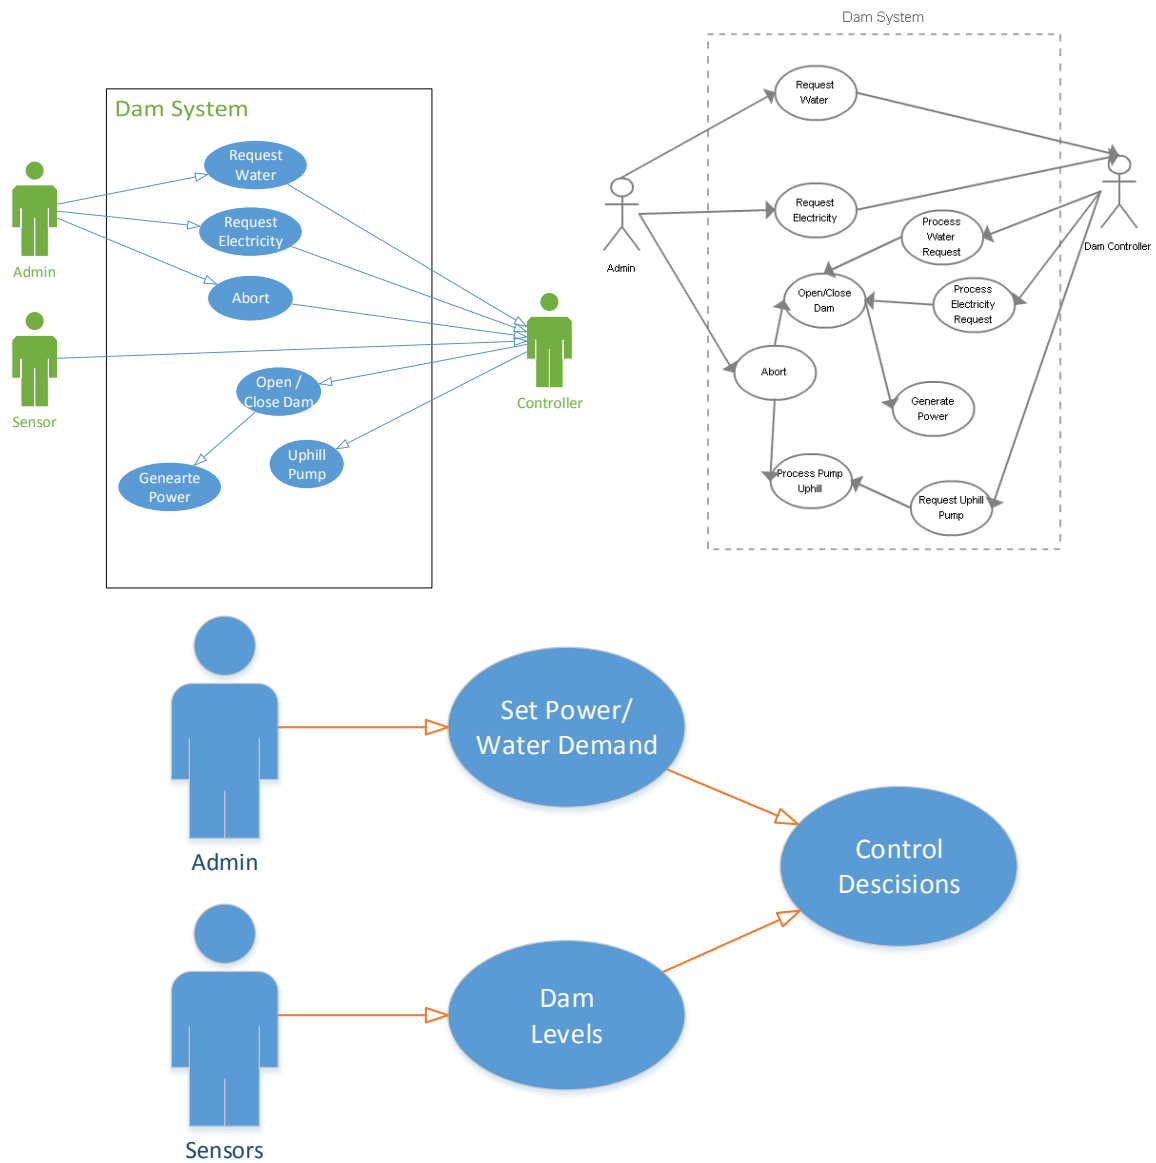 Dam System
Request
Water
Request
Electricity
Abort
Admin
Sensor
Open /
Close Dam
Uphill
Pump
Genearte
Power
Controller
Dam System
Request
Water
Request
Electricity
Process
Water
Request
Admin
Dam Controller
Open/Close
Dam
Process
Electricity
Request
Abort
Generate
Power
Process Pump
Uphill
Request Uphill
Pump
Set Power/
Water Demand
Admin
Control
Descisions
Dam
Levels
Sensors